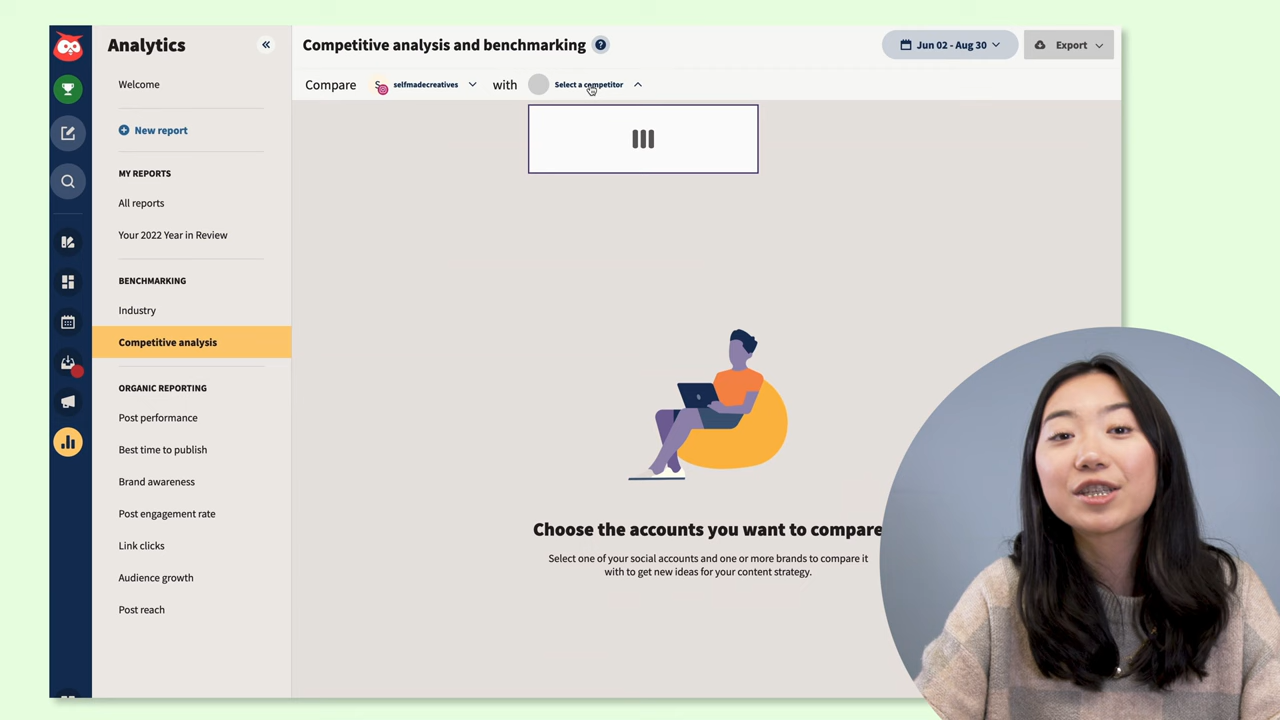 Analytics
«
Welcome
New report
MY REPORTS
All reports
Your 2022 Year in Review
BENCHMARKING
Industry
Competitive analysis
ORGANIC REPORTING
Post performance
Best time to publish
Brand awareness
Post engagement rate
Link clicks
Audience growth
Post reach
Competitive analysis and benchmarking ?
Jun 02 - Aug 30
Export
Compare S selfmadecreatives with Select a competitor
Choose the accounts you want to compare
Select one of your social accounts and one or more brands to compare it
with to get new ideas for your content strategy.